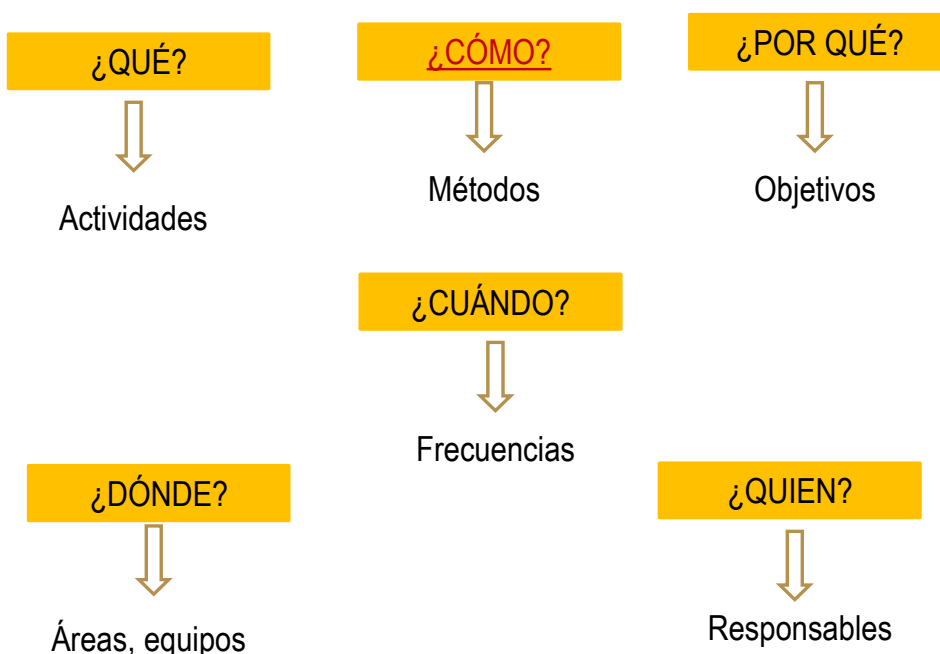 ¿QUÉ?
¿CÓMO?
¿POR QUÉ?
Actividades
Métodos
Objetivos
¿CUÁNDO?
Frecuencias
¿DÓNDE?
¿QUIEN?
Áreas, equipos
Responsables